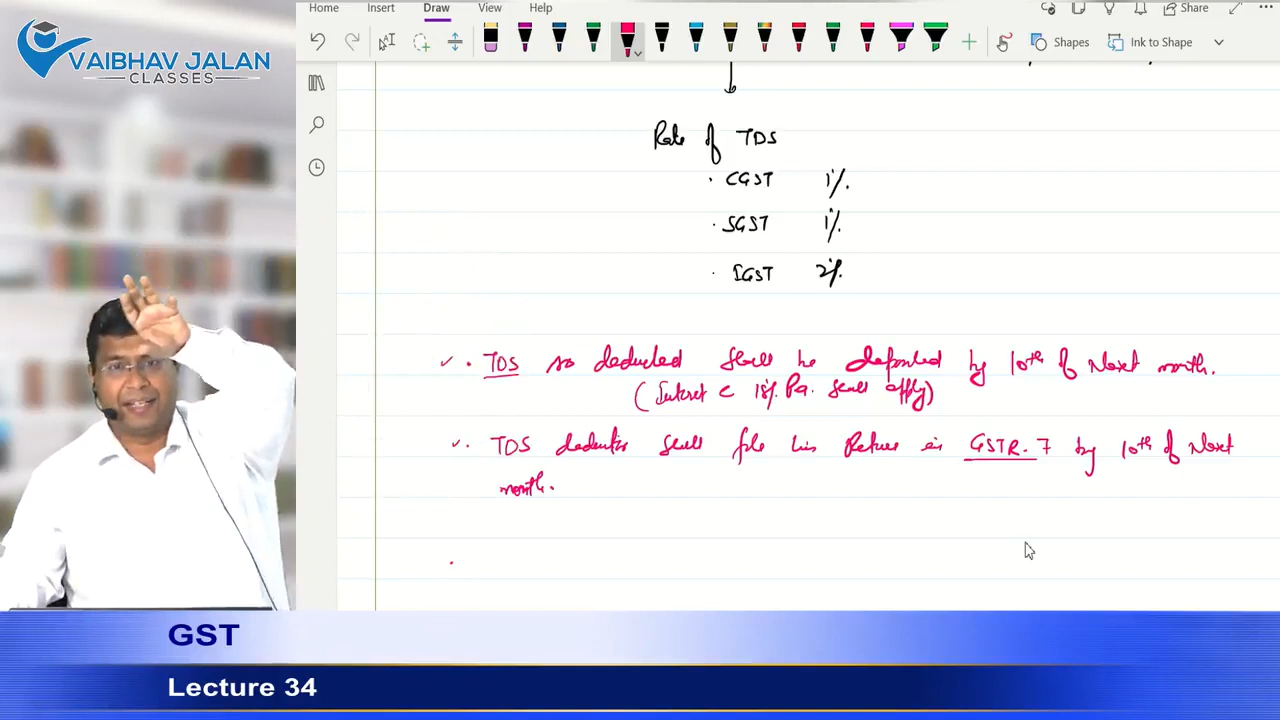 Home Insert Draw View Help Share
VAIBHAV JALAN
CLASSES
Shapes Ink to Shape
Rate of TDS
· CGST 1%.
· SGST 1%.
· IGST 2%.
✓ · TDS so deducted shall be deposited by 10th of Next month.
(Interest @ 18% Pa. shall apply)
✓ · TDS deductor shall file his Return in GSTR-7 by 10th of Next
month.
GST
Lecture 34